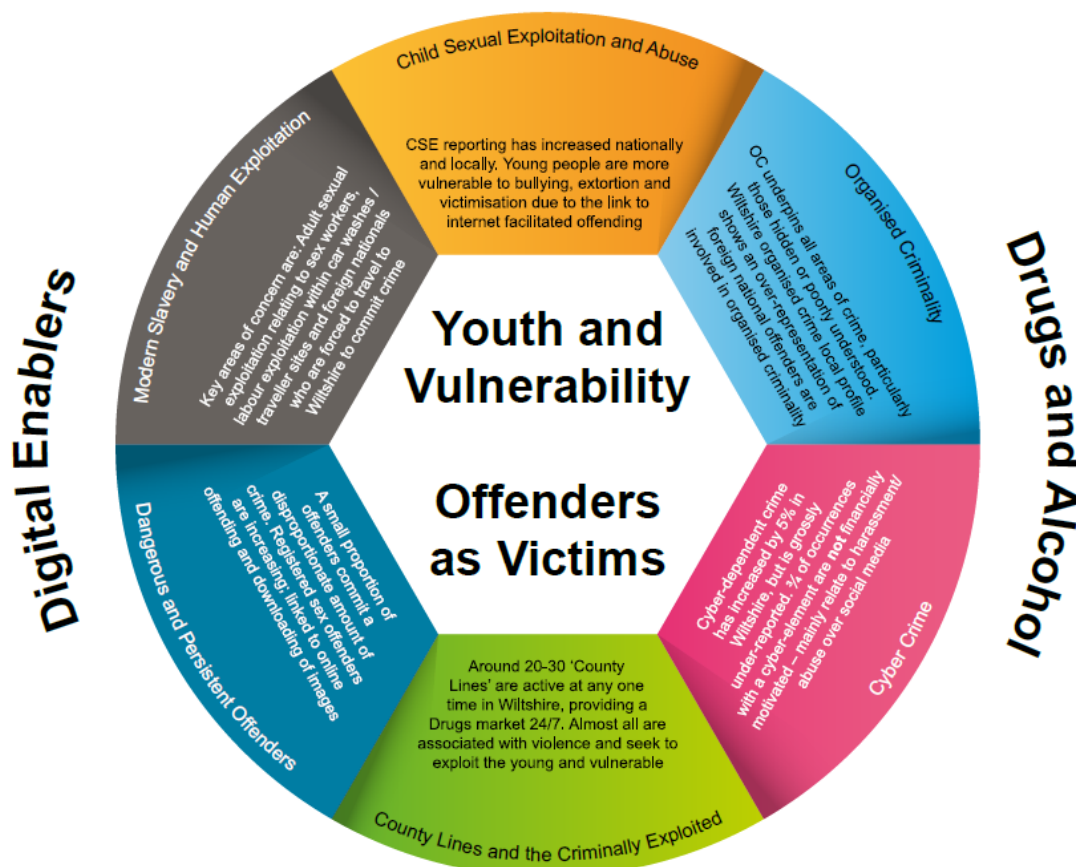 Child Sexual Exploitation and Abuse
CSE reporting has increased nationally
and locally. Young people are more
vulnerable to bullying, extortion and
victimisation due to the link to
internet facilitated offending
Organised Criminality
OC underpins all areas of crime, particularly
those hidden or poorly understood.
Wiltshire organised crime local profile
shows an over-representation of
foreign national offenders are
involved in organised criminality
Cyber Crime
Cyber-dependent crime
has increased by 5% in
Wiltshire, but is grossly
under-reported. ¾ of occurrences
with a cyber-element are not financially
motivated – mainly relate to harassment/
abuse over social media
County Lines and the Criminally Exploited
Around 20-30 ‘County
Lines’ are active at any one
time in Wiltshire, providing a
Drugs market 24/7. Almost all are
associated with violence and seek to
exploit the young and vulnerable
Dangerous and Persistent Offenders
A small proportion of
offenders commit a
disproportionate amount of
crime. Registered sex offenders
are increasing; linked to online
offending and downloading of images
Modern Slavery and Human Exploitation
Key areas of concern are: Adult sexual
exploitation relating to sex workers,
labour exploitation within car washes /
traveller sites and foreign nationals
who are forced to travel to
Wiltshire to commit crime
Youth and
Vulnerability
Offenders
as Victims
Digital Enablers
Drugs and Alcohol